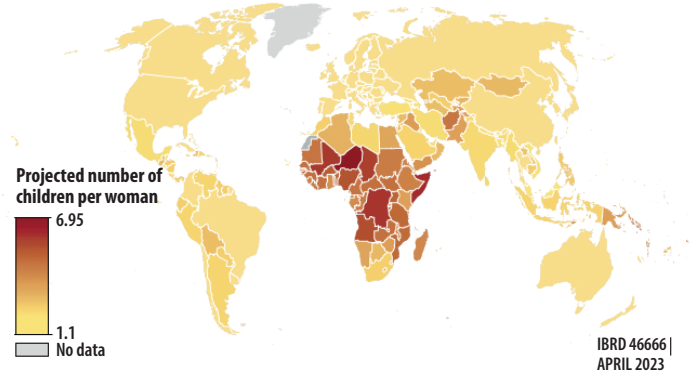 Projected number of
children per woman
6.95
1.1
No data
IBRD 46666 |
APRIL 2023